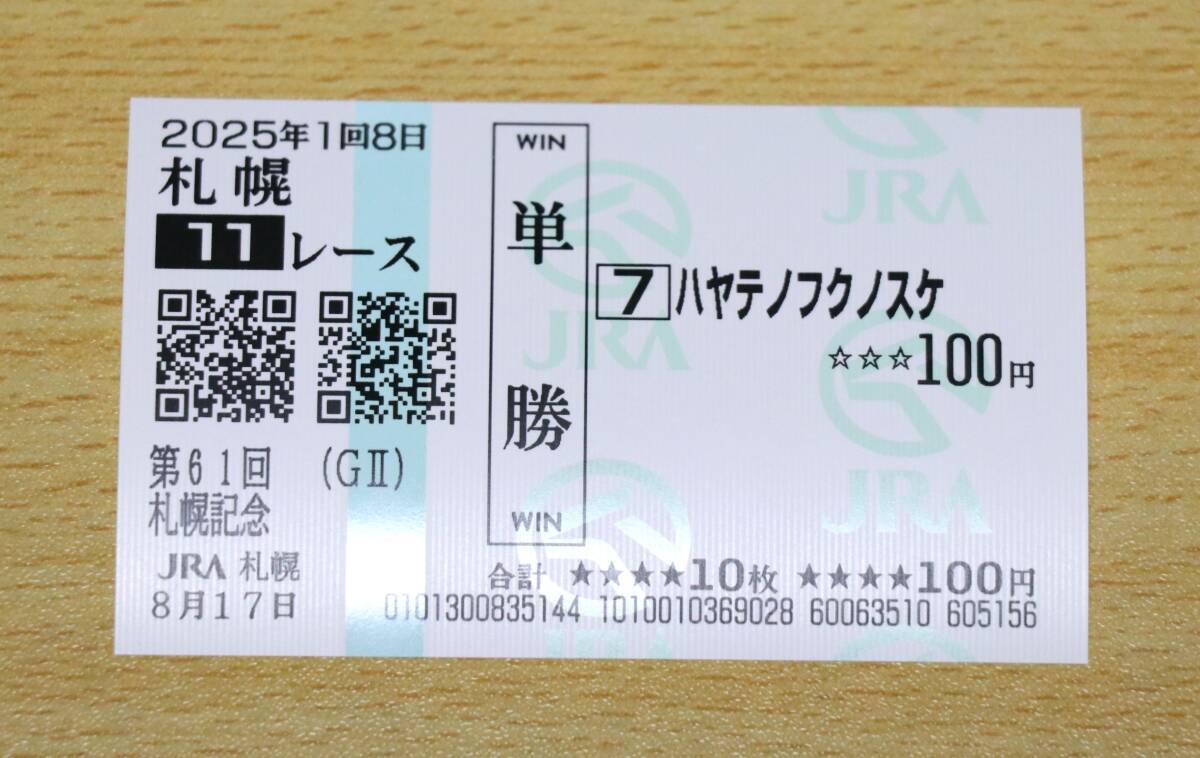 2025年1回8日
札幌
11レース
第61回 (GⅡ)
札幌記念
JRA 札幌
8月17日
WIN
単勝
WIN
7 ハヤテノフクノスケ
☆☆☆100円
合計 ★★★★10枚 ★★★★100円
0101300835144 1010010369028 60063510 605156
JRA
JRA
JRA
JRA